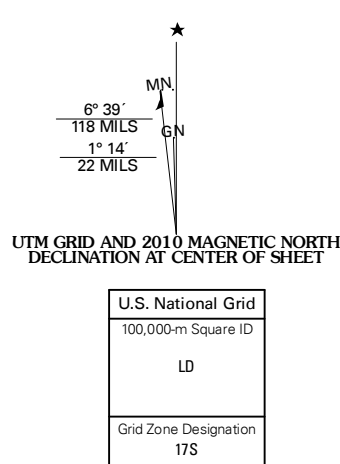 ★
MN.
6° 39´
118 MILS
GN
1° 14´
22 MILS
UTM GRID AND 2010 MAGNETIC NORTH
DECLINATION AT CENTER OF SHEET
U.S. National Grid
100,000-m Square ID
LD
Grid Zone Designation
17S